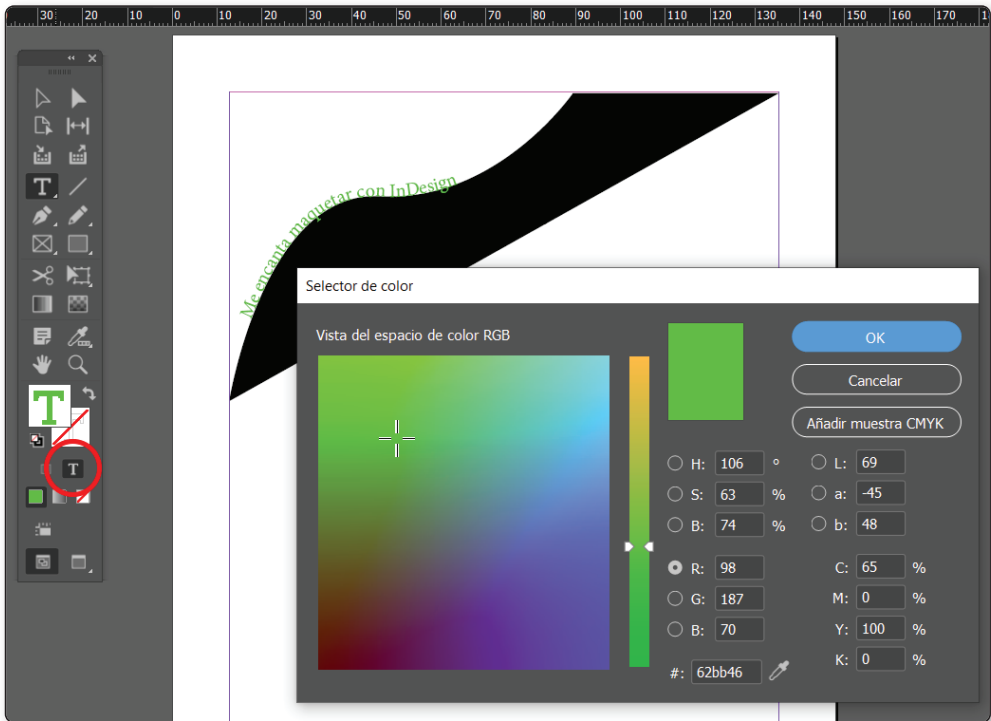 30 20 10 0 10 20 30 40 50 60 70 80 90 100 110 120 130 140 150 160 170 1
T
Me encanta maquetar con InDesign
Selector de color
Vista del espacio de color RGB
OK
Cancelar
Añadir muestra CMYK
H: 106 °
L: 69
S: 63 %
a: -45
B: 74 %
b: 48
R: 98
C: 65 %
G: 187
M: 0 %
B: 70
Y: 100 %
#: 62bb46
K: 0 %
T
T